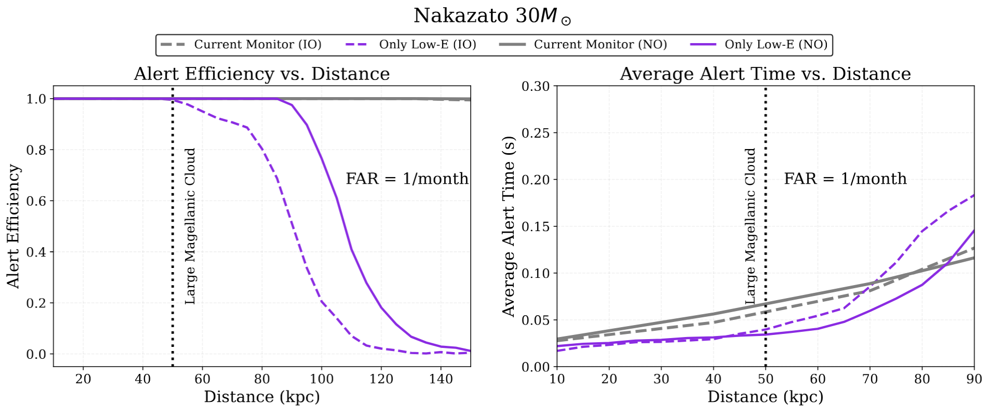 Nakazato 30M⊙
Current Monitor (IO) Only Low-E (IO) Current Monitor (NO) Only Low-E (NO)
Alert Efficiency vs. Distance
Alert Efficiency
1.0
0.8
0.6
0.4
0.2
0.0
Large Magellanic Cloud
FAR = 1/month
20 40 60 80 100 120 140
Distance (kpc)
Average Alert Time vs. Distance
Average Alert Time (s)
0.30
0.25
0.20
0.15
0.10
0.05
0.00
Large Magellanic Cloud
FAR = 1/month
10 20 30 40 50 60 70 80 90
Distance (kpc)